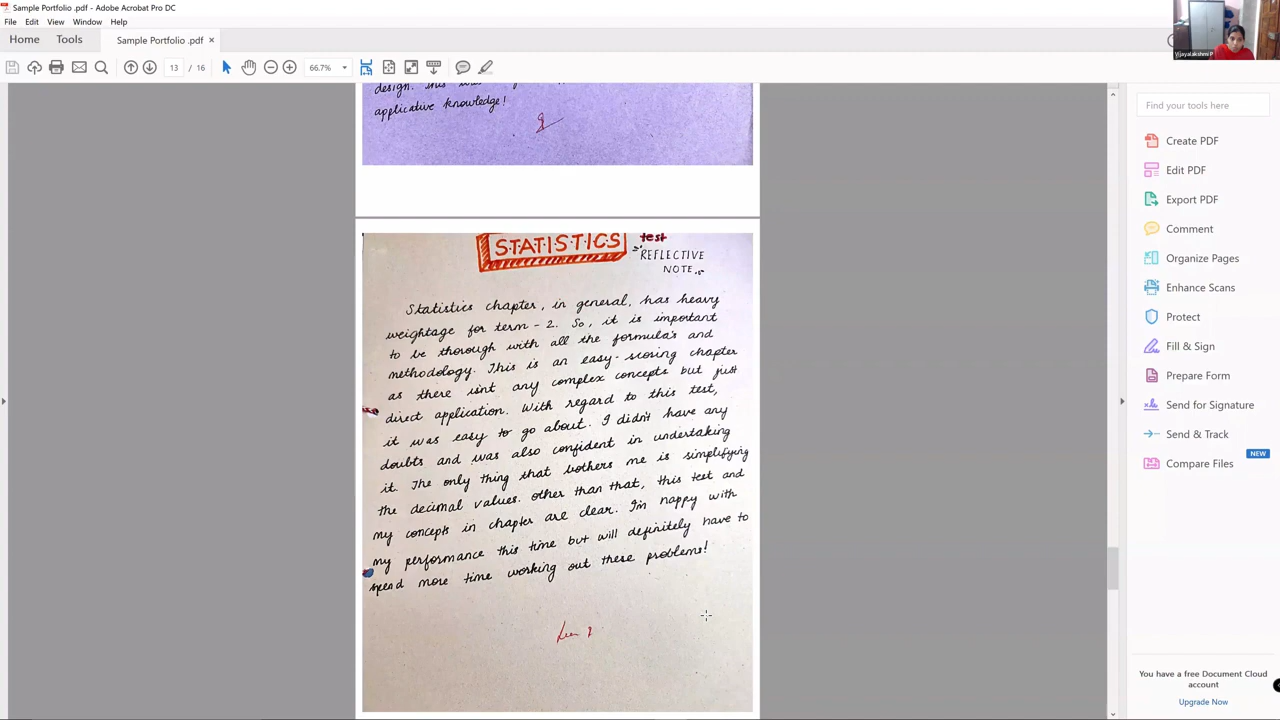 Sample Portfolio .pdf - Adobe Acrobat Pro DC
File Edit View Window Help
Home Tools Sample Portfolio .pdf ×
13 / 16 66.7%
Vijayalakshmi P
applicative knowledge!
STATISTICS test
REFLECTIVE
NOTE
Statistics chapter, in general, has heavy
weightage for term - 2. So, it is important
to be thorough with all the formula's and
methodology. This is an easy-scoring chapter
as there isn't any complex concepts but just
direct application. With regard to this test,
it was easy to go about. I didn't have any
doubts and was also confident in undertaking
it. The only thing that bothers me is simplifying
the decimal values. Other than that, this test and
my concepts in chapter are clear. I'm happy with
my performance this time but will definitely have to
spend more time working out these problems!
Find your tools here
Create PDF
Edit PDF
Export PDF
Comment
Organize Pages
Enhance Scans
Protect
Fill & Sign
Prepare Form
Send for Signature
Send & Track
Compare Files NEW
You have a free Document Cloud
account
Upgrade Now